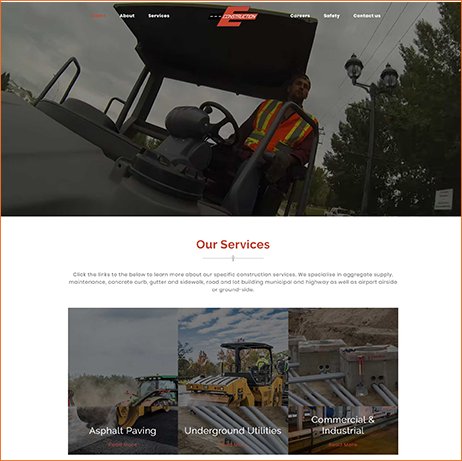 Home About Services E CONSTRUCTION Careers Safety Contact us
Our Services
Click the links to the below to learn more about our specific construction services. We specialise in aggregate supply,
maintenance, concrete curb, gutter and sidewalk, road and lot building municipal and highway as well as airport airside
or ground-side.
Asphalt Paving
Read More
Underground Utilities
Commercial &
Industrial
Read More